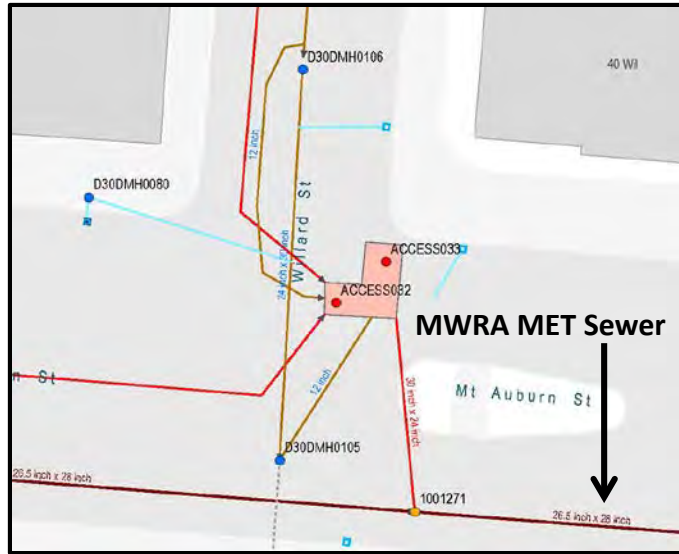 D30DMH0106
40 Wil
12 inch
D30DMH0080
Willard St
24 inch x 30 inch
ACCESS033
ACCESS032
MWRA MET Sewer
n St
12 inch
30 inch x 24 inch
Mt Auburn St
D30DMH0105
26.5 inch x 28 inch
1001271
26.5 inch x 28 inch